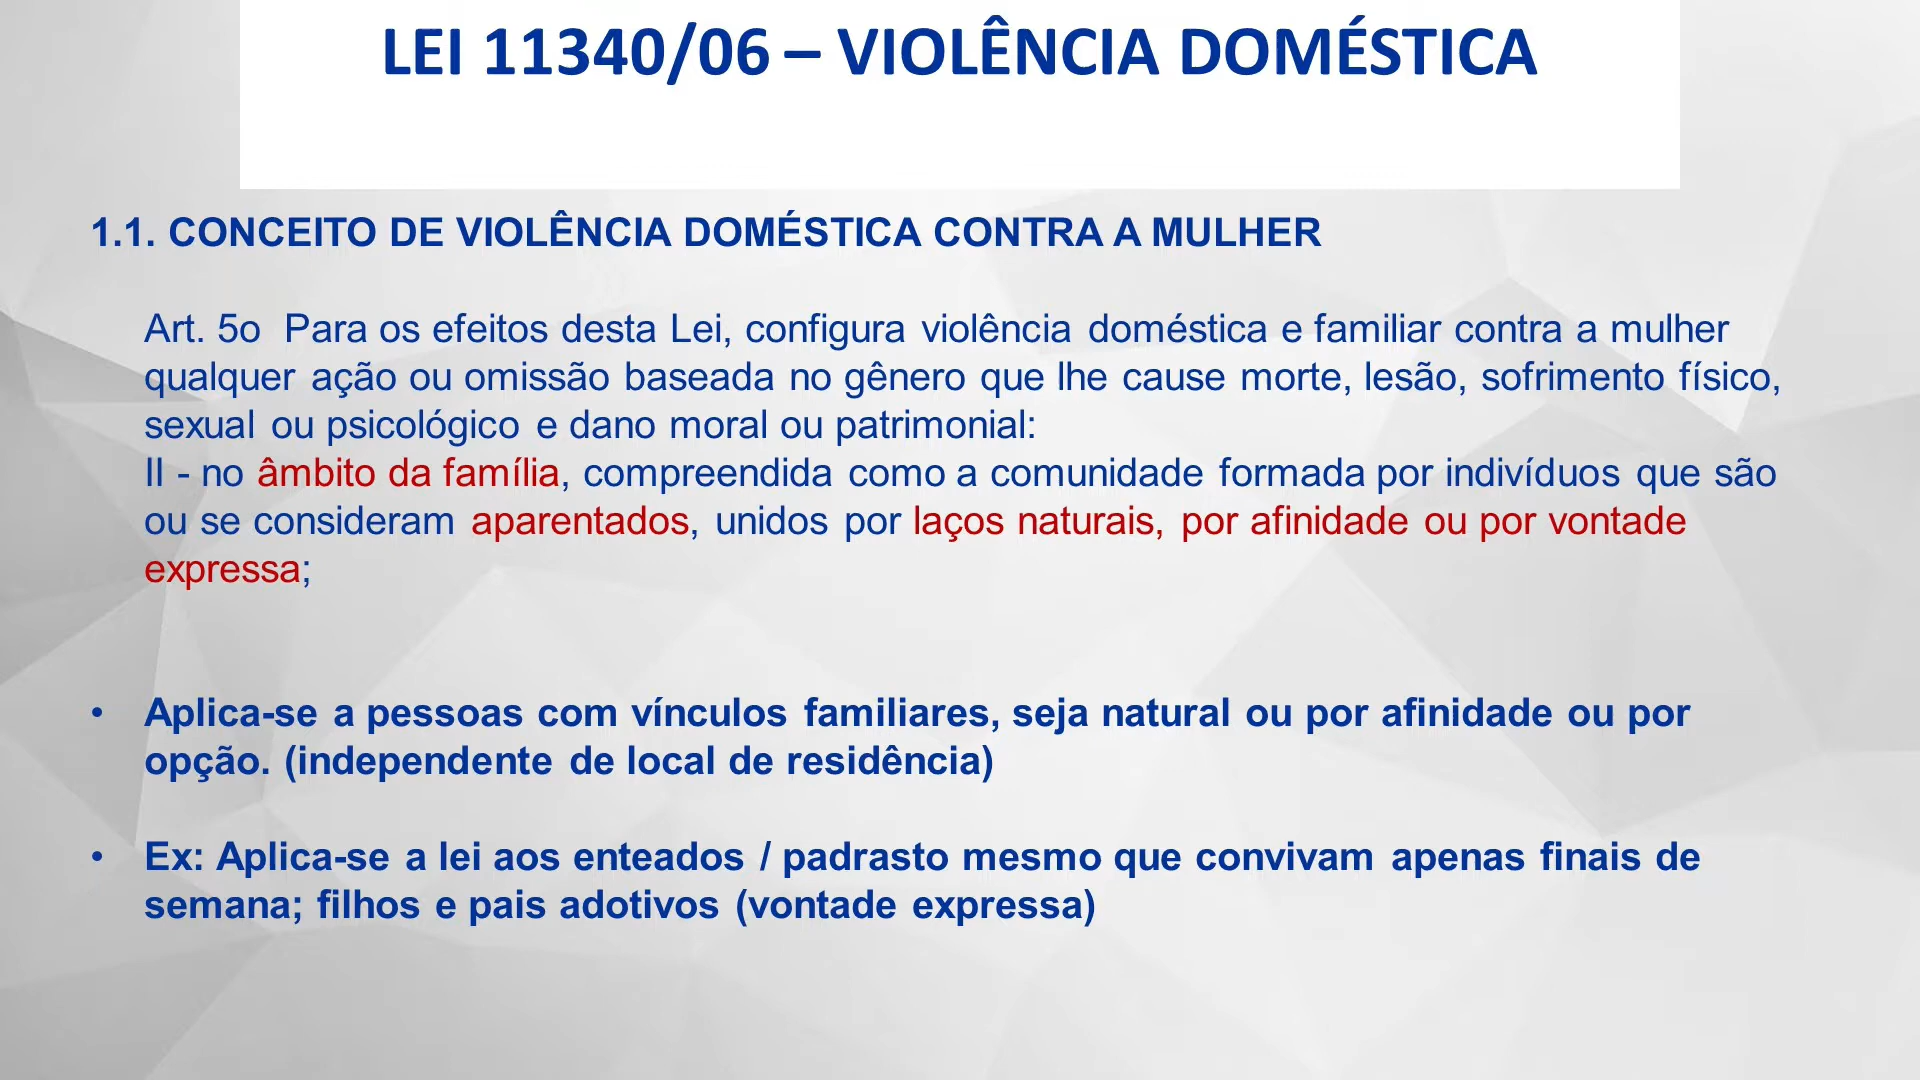 LEI 11340/06 – VIOLÊNCIA DOMÉSTICA
1.1. CONCEITO DE VIOLÊNCIA DOMÉSTICA CONTRA A MULHER
Art. 5o Para os efeitos desta Lei, configura violência doméstica e familiar contra a mulher
qualquer ação ou omissão baseada no gênero que lhe cause morte, lesão, sofrimento físico,
sexual ou psicológico e dano moral ou patrimonial:
II - no âmbito da família, compreendida como a comunidade formada por indivíduos que são
ou se consideram aparentados, unidos por laços naturais, por afinidade ou por vontade
expressa;
• Aplica-se a pessoas com vínculos familiares, seja natural ou por afinidade ou por
opção. (independente de local de residência)
• Ex: Aplica-se a lei aos enteados / padrasto mesmo que convivam apenas finais de
semana; filhos e pais adotivos (vontade expressa)